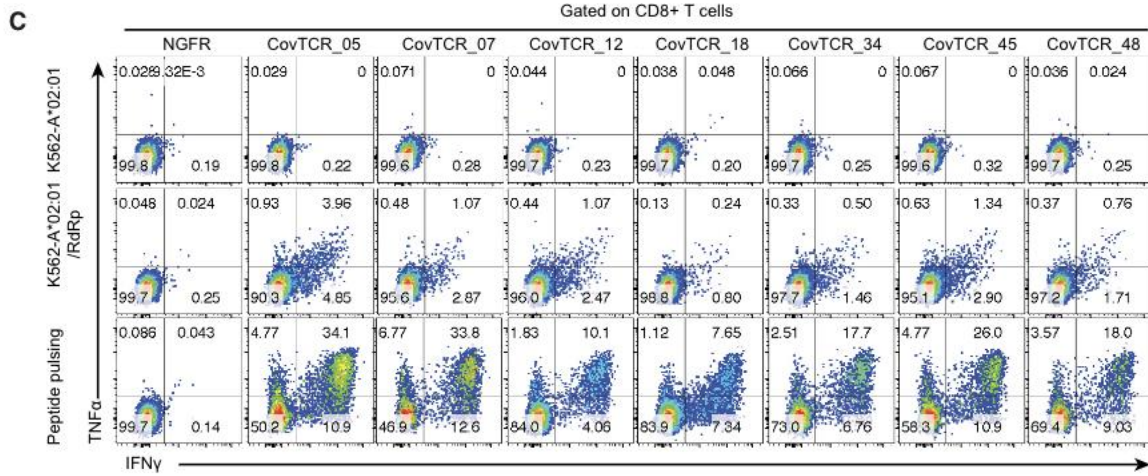 C
Gated on CD8+ T cells
NGFR CovTCR_05 CovTCR_07 CovTCR_12 CovTCR_18 CovTCR_34 CovTCR_45 CovTCR_48
K562-A*02:01
0.029 0 0.071 0 0.044 0 0.038 0.048 0.066 0 0.067 0 0.036 0.024
99.8 0.19 99.8 0.22 99.6 0.28 99.7 0.23 99.7 0.20 99.7 0.25 99.6 0.32 99.7 0.25
K562-A*02:01
/RdRp
0.048 0.024 0.93 3.96 0.48 1.07 0.44 1.07 0.13 0.24 0.33 0.50 0.63 1.34 0.37 0.76
99.7 0.25 90.3 4.85 95.6 2.87 96.0 2.47 98.8 0.80 97.7 1.46 95.1 2.90 97.2 1.71
Peptide pulsing
0.086 0.043 4.77 34.1 6.77 33.8 1.83 10.1 1.12 7.65 2.51 17.7 4.77 26.0 3.57 18.0
99.7 0.14 50.2 10.9 46.9 12.6 84.0 4.06 83.9 7.34 73.0 6.76 58.3 10.9 69.4 9.03
TNFα
IFNγ